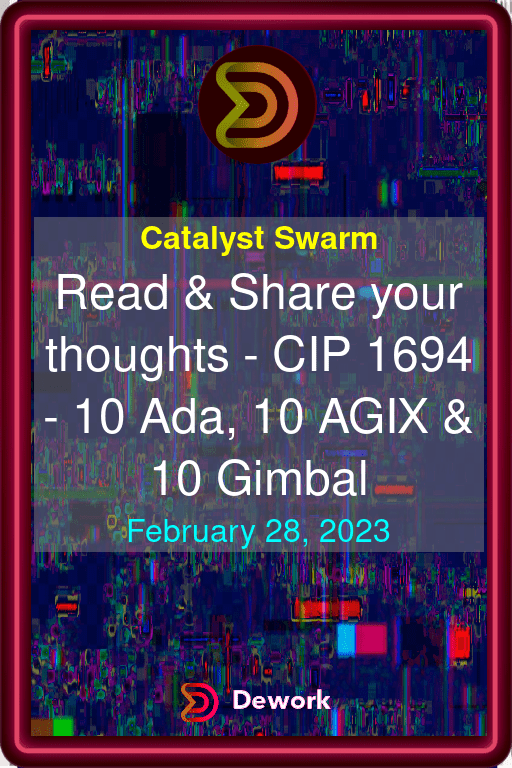 Catalyst Swarm
Read & Share your
thoughts - CIP 1694
- 10 Ada, 10 AGIX &
10 Gimbal
February 28, 2023
Dework